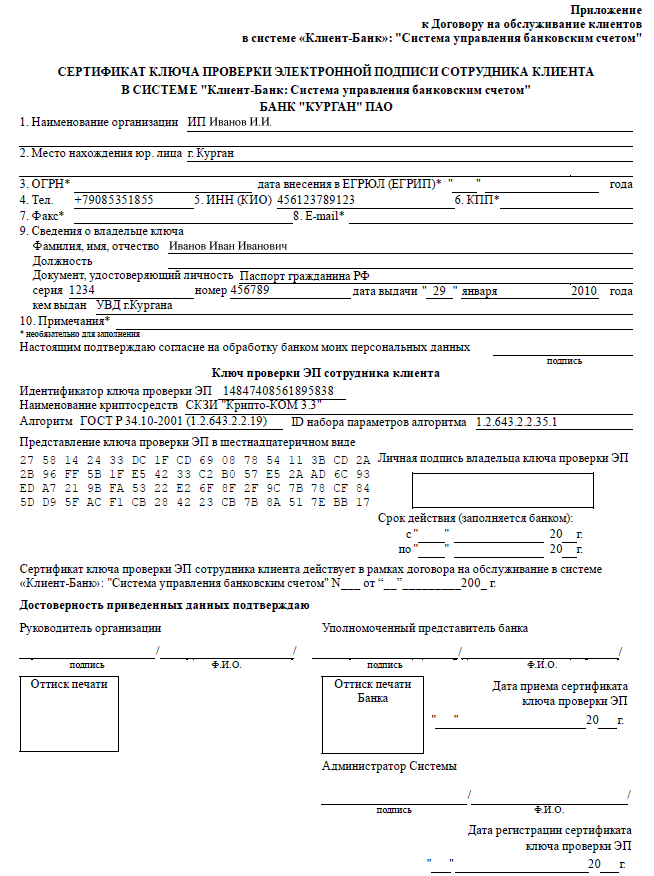 Приложение
к Договору на обслуживание клиентов
в системе «Клиент-Банк»: "Система управления банковским счетом"
СЕРТИФИКАТ КЛЮЧА ПРОВЕРКИ ЭЛЕКТРОННОЙ ПОДПИСИ СОТРУДНИКА КЛИЕНТА
В СИСТЕМЕ "Клиент-Банк: Система управления банковским счетом"
БАНК "КУРГАН" ПАО
1. Наименование организации ИП Иванов И.И.
2. Место нахождения юр. лица г. Курган
3. ОГРН* дата внесения в ЕГРЮЛ (ЕГРИП)* " " года
4. Тел. +79085351855 5. ИНН (КИО) 456123789123 6. КПП*
7. Факс* 8. E-mail*
9. Сведения о владельце ключа
Фамилия, имя, отчество Иванов Иван Иванович
Должность
Документ, удостоверяющий личность Паспорт гражданина РФ
серия 1234 номер 456789 дата выдачи " 29 " января 2010 года
кем выдан УВД г.Кургана
10. Примечания*
* необязательно для заполнения
Настоящим подтверждаю согласие на обработку банком моих персональных данных
подпись
Ключ проверки ЭП сотрудника клиента
Идентификатор ключа проверки ЭП 14847408561895838
Наименование криптосредств СКЗИ "Крипто-КОМ 3.3"
Алгоритм ГОСТ Р 34.10-2001 (1.2.643.2.2.19) ID набора параметров алгоритма 1.2.643.2.2.35.1
Представление ключа проверки ЭП в шестнадцатеричном виде
27 58 14 24 33 DC 1F CD 69 08 78 54 11 3B CD 2A
2B 96 FF 5B 1F E5 42 33 C2 B0 57 E5 2A AD 6C 93
ED A7 21 9B FA 53 22 E2 6F 8F 2F 9C 7B 78 CF 84
5D D9 5F AC F1 CB 28 42 23 CB 7B 8A 51 7E BB 17
Личная подпись владельца ключа проверки ЭП
Срок действия (заполняется банком):
с "____" ________________ 20__г.
по "____" ________________ 20__г.
Сертификат ключа проверки ЭП сотрудника клиента действует в рамках договора на обслуживание в системе
«Клиент-Банк»: "Система управления банковским счетом" N___ от “__”_________200_ г.
Достоверность приведенных данных подтверждаю
Руководитель организации Уполномоченный представитель банка
/ / / /
подпись Ф.И.О. подпись Ф.И.О.
Оттиск печати
Оттиск печати
Банка
Дата приема сертификата
ключа проверки ЭП
"__" ____________________20___г.
Администратор Системы
/ /
подпись Ф.И.О.
Дата регистрации сертификата
ключа проверки ЭП
"__" ____________________20___г.